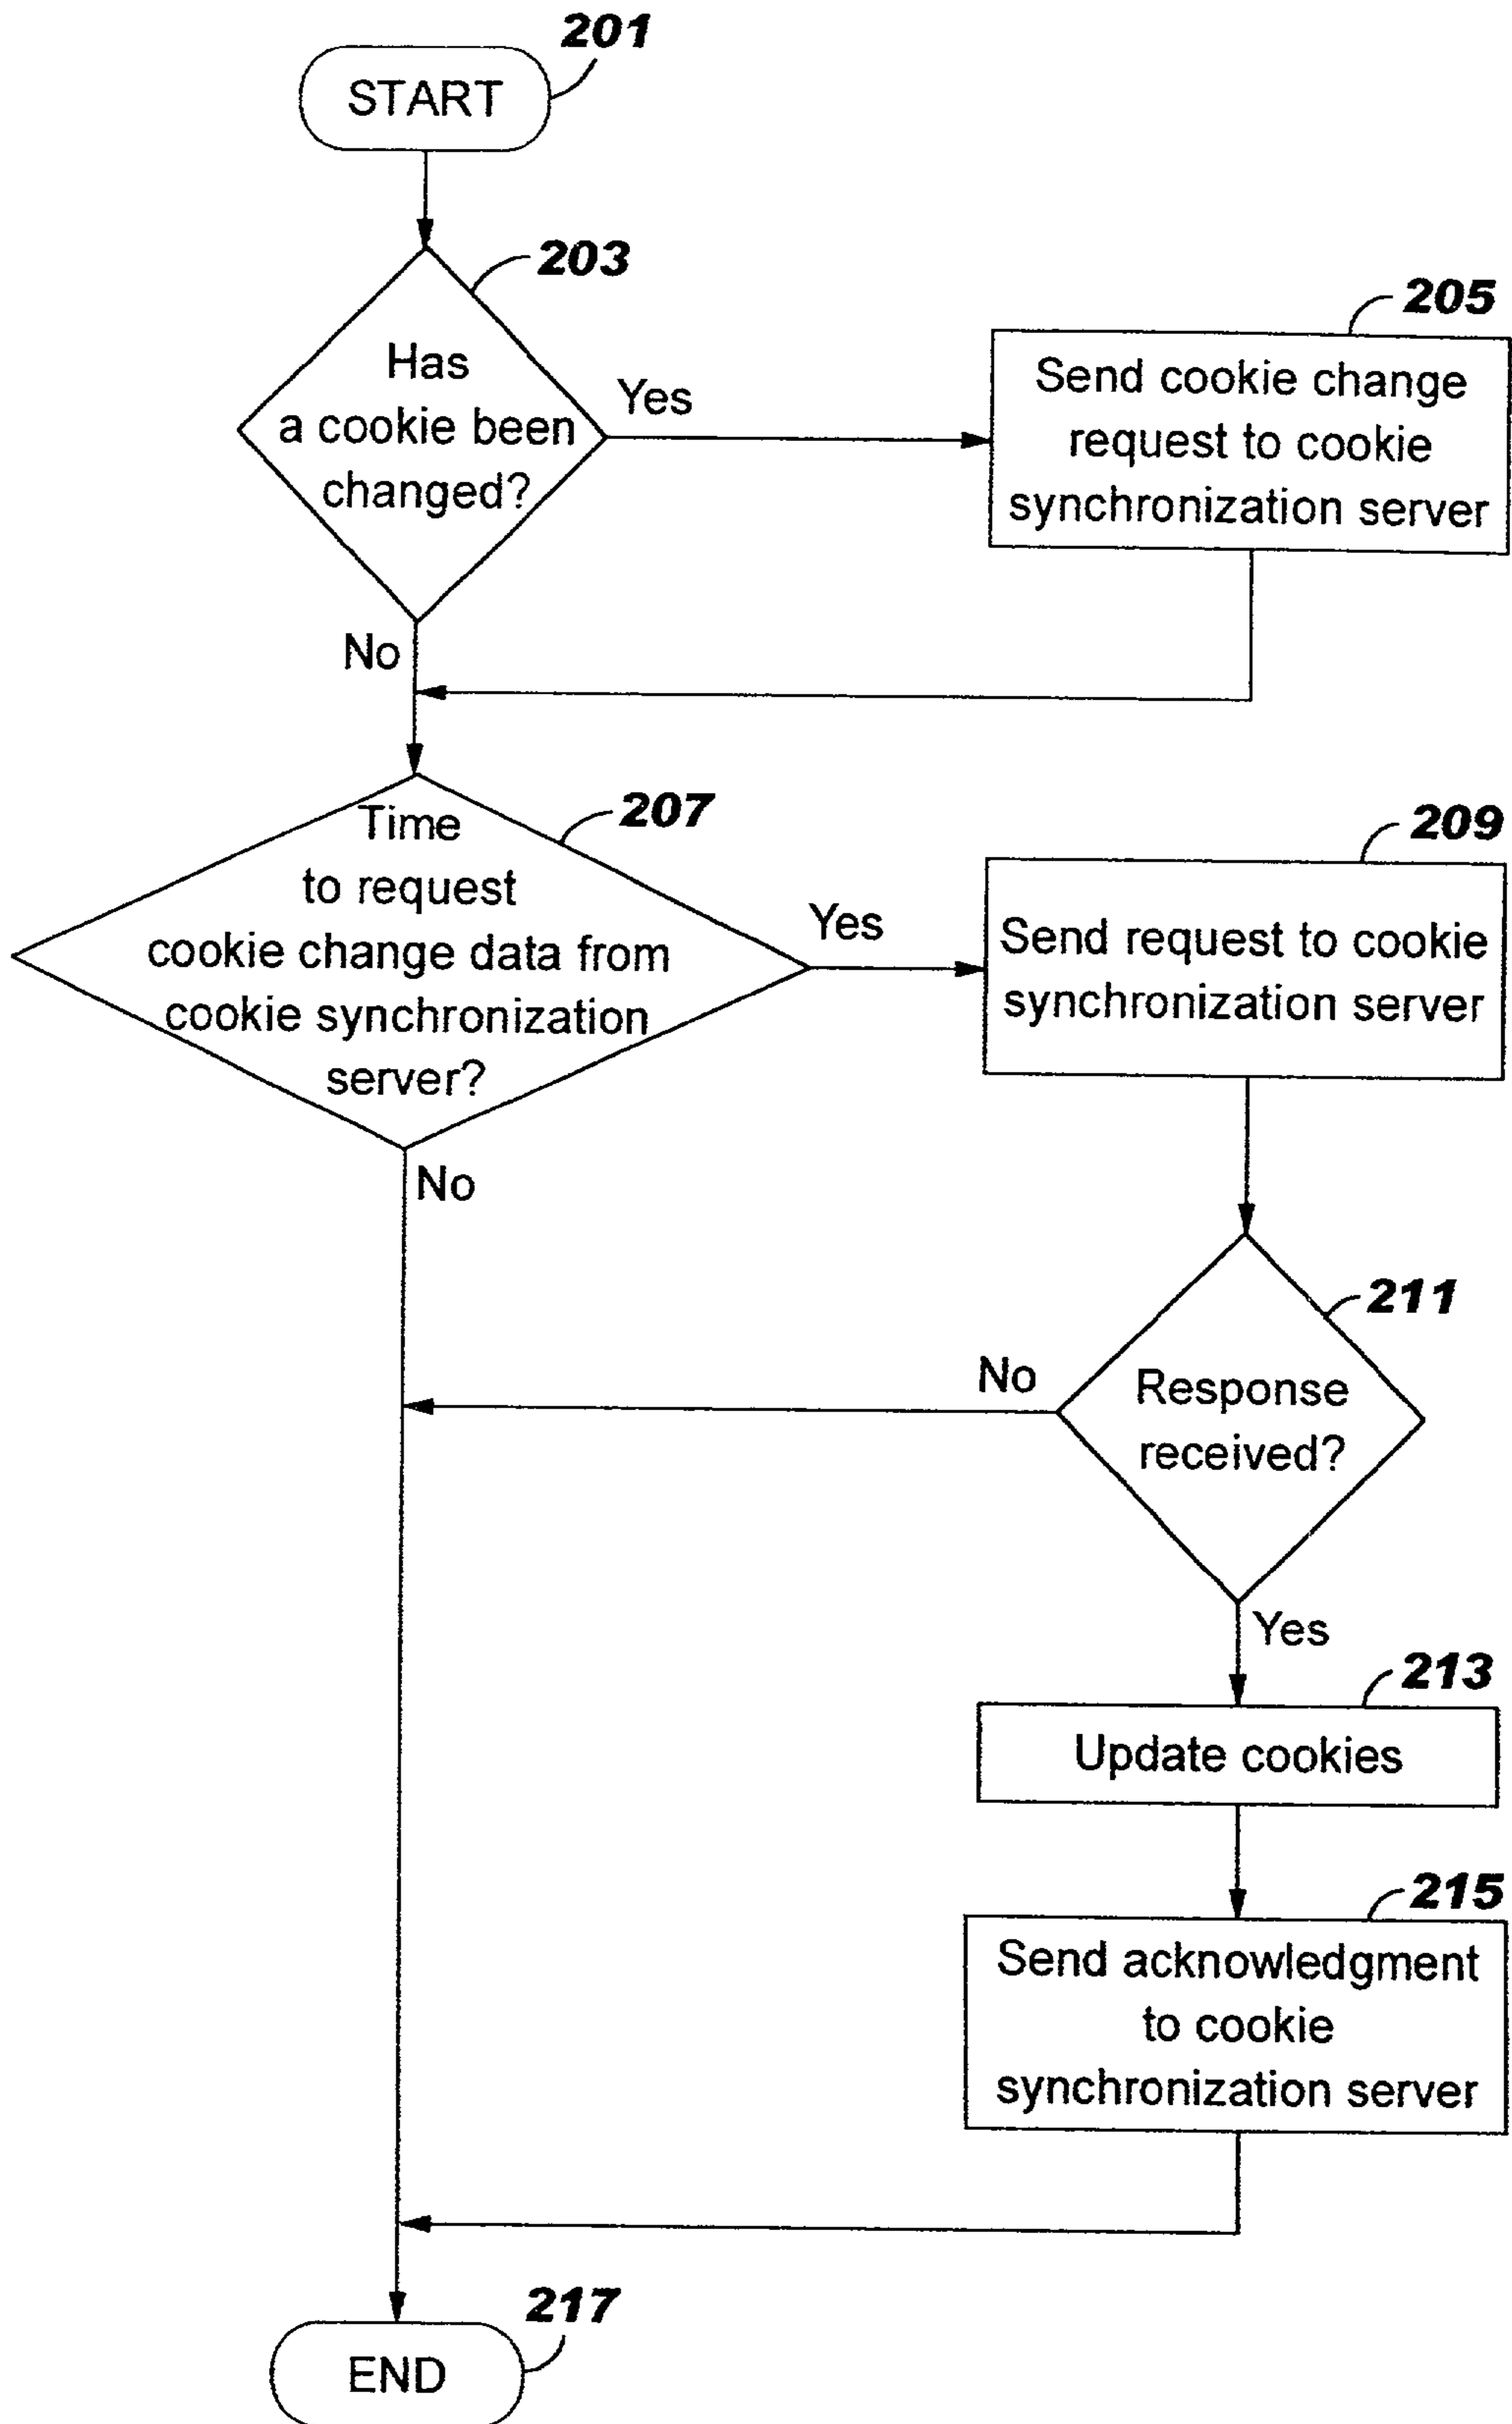 201
START
203
Has
a cookie been
changed?
Yes
No
205
Send cookie change
request to cookie
synchronization server
207
Time
to request
cookie change data from
cookie synchronization
server?
Yes
No
209
Send request to cookie
synchronization server
211
Response
received?
No
Yes
213
Update cookies
215
Send acknowledgment
to cookie
synchronization server
217
END